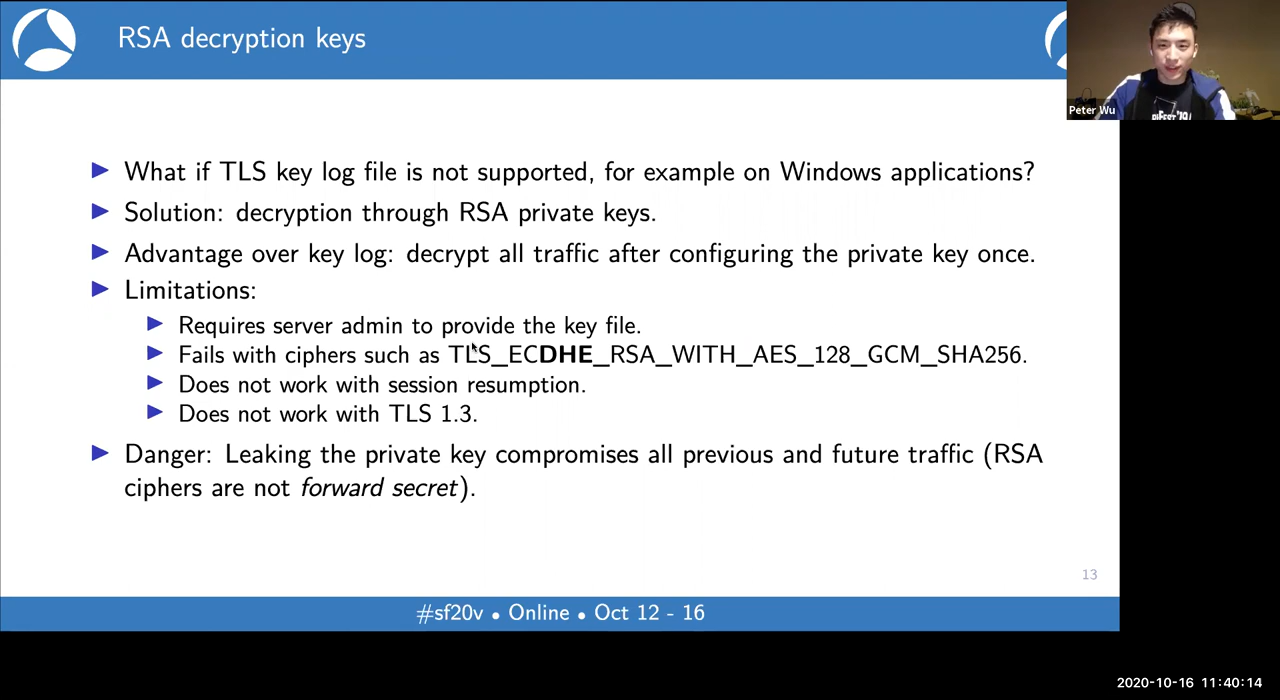 RSA decryption keys
Peter Wu
What if TLS key log file is not supported, for example on Windows applications?
Solution: decryption through RSA private keys.
Advantage over key log: decrypt all traffic after configuring the private key once.
Limitations:
Requires server admin to provide the key file.
Fails with ciphers such as TLS_ECDHE_RSA_WITH_AES_128_GCM_SHA256.
Does not work with session resumption.
Does not work with TLS 1.3.
Danger: Leaking the private key compromises all previous and future traffic (RSA
ciphers are not forward secret).
13
#sf20v • Online • Oct 12 - 16
2020-10-16 11:40:14